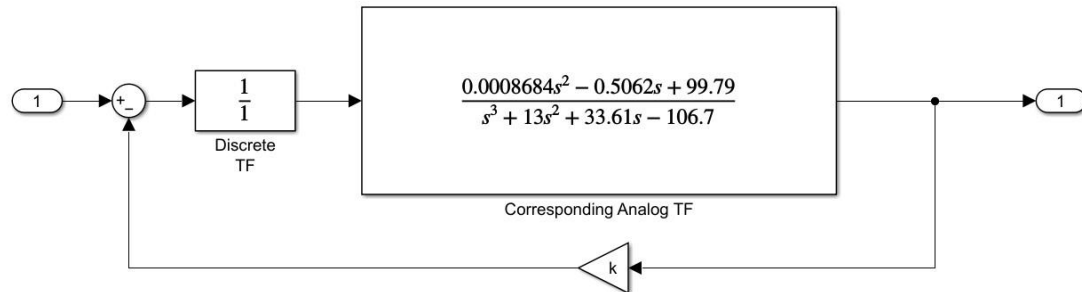 0.0008684s² − 0.5062s + 99.79
s³ + 13s² + 33.61s − 106.7
1
+
−
1
1
1
Discrete
TF
Corresponding Analog TF
k